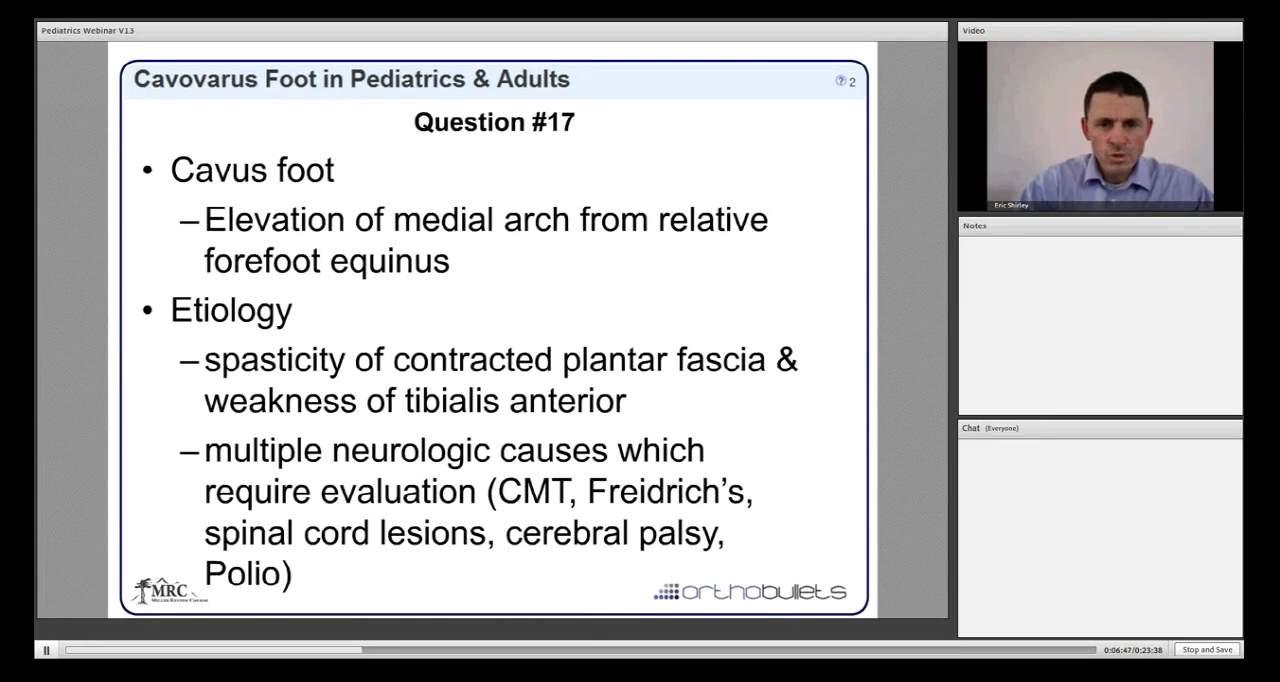 Pediatrics Webinar V13
Cavovarus Foot in Pediatrics & Adults
? 2
Question #17
• Cavus foot
–Elevation of medial arch from relative
forefoot equinus
• Etiology
–spasticity of contracted plantar fascia &
weakness of tibialis anterior
–multiple neurologic causes which
require evaluation (CMT, Freidrich's,
spinal cord lesions, cerebral palsy,
Polio)
MRC
Miller Review Course
orthobullets
Video
Eric Shirley
Notes
Chat (Everyone)
0:06:47/0:23:38
Stop and Save